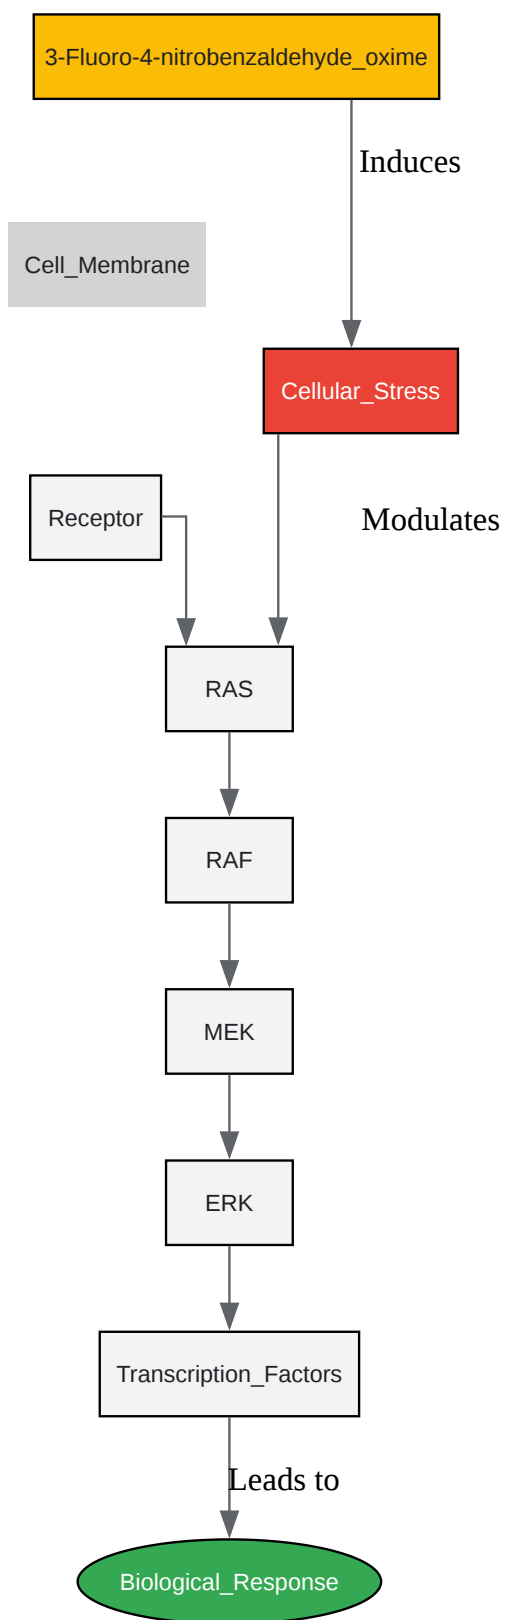 3-Fluoro-4-nitrobenzaldehyde_oxime
Induces
Cell_Membrane
Cellular_Stress
Receptor
Modulates
RAS
RAF
MEK
ERK
Transcription_Factors
Leads to
Biological_Response